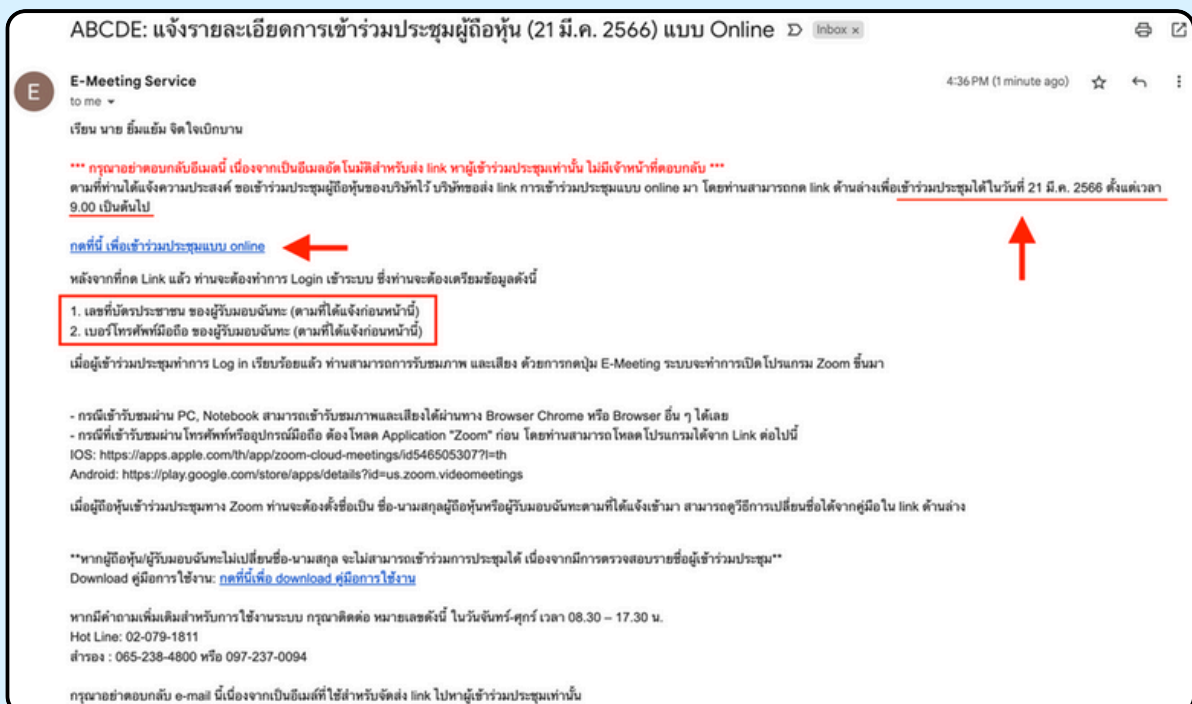 ABCDE: แจ้งรายละเอียดการเข้าร่วมประชุมผู้ถือหุ้น (21 มี.ค. 2566) แบบ Online Inbox x
E
E-Meeting Service
4:36 PM (1 minute ago)
to me
เรียน นาย ยิ้มแย้ม จิตใจเบิกบาน
*** กรุณาอย่าตอบกลับอีเมลนี้ เนื่องจากเป็นอีเมลอัตโนมัติสำหรับส่ง link หาผู้เข้าร่วมประชุมเท่านั้น ไม่มีเจ้าหน้าที่ตอบกลับ ***
ตามที่ท่านได้แจ้งความประสงค์ ขอเข้าร่วมประชุมผู้ถือหุ้นของบริษัทไว้ บริษัทขอส่ง link การเข้าร่วมประชุมแบบ online มา โดยท่านสามารถกด link ด้านล่างเพื่อเข้าร่วมประชุมได้ในวันที่ 21 มี.ค. 2566 ตั้งแต่เวลา
9.00 เป็นต้นไป
กดที่นี้ เพื่อเข้าร่วมประชุมแบบ online
หลังจากที่กด Link แล้ว ท่านจะต้องทำการ Login เข้าระบบ ซึ่งท่านจะต้องเตรียมข้อมูลดังนี้
1. เลขที่บัตรประชาชน ของผู้รับมอบฉันทะ (ตามที่ได้แจ้งก่อนหน้านี้)
2. เบอร์โทรศัพท์มือถือ ของผู้รับมอบฉันทะ (ตามที่ได้แจ้งก่อนหน้านี้)
เมื่อผู้เข้าร่วมประชุมทำการ Log in เรียบร้อยแล้ว ท่านสามารถการรับชมภาพ และเสียง ด้วยการกดปุ่ม E-Meeting ระบบจะทำการเปิดโปรแกรม Zoom ขึ้นมา
- กรณีเข้ารับชมผ่าน PC, Notebook สามารถเข้ารับชมภาพและเสียงได้ผ่านทาง Browser Chrome หรือ Browser อื่น ๆ ได้เลย
- กรณีที่เข้ารับชมผ่านโทรศัพท์หรืออุปกรณ์มือถือ ต้องโหลด Application "Zoom" ก่อน โดยท่านสามารถโหลดโปรแกรมได้จาก Link ต่อไปนี้
IOS: https://apps.apple.com/th/app/zoom-cloud-meetings/id546505307?l=th
Android: https://play.google.com/store/apps/details?id=us.zoom.videomeetings
เมื่อผู้ถือหุ้นเข้าร่วมประชุมทาง Zoom ท่านจะต้องตั้งชื่อเป็น ชื่อ-นามสกุลผู้ถือหุ้นหรือผู้รับมอบฉันทะตามที่ได้แจ้งเข้ามา สามารถดูวีธีการเปลี่ยนชื่อได้จากคู่มือใน link ด้านล่าง
**หากผู้ถือหุ้น/ผู้รับมอบฉันทะไม่เปลี่ยนชื่อ-นามสกุล จะไม่สามารถเข้าร่วมการประชุมได้ เนื่องจากมีการตรวจสอบรายชื่อผู้เข้าร่วมประชุม**
Download คู่มือการใช้งาน: กดที่นี้เพื่อ download คู่มือการใช้งาน
หากมีคำถามเพิ่มเติมสำหรับการใช้งานระบบ กรุณาติดต่อ หมายเลขดังนี้ ในวันจันทร์-ศุกร์ เวลา 08.30 – 17.30 น.
Hot Line: 02-079-1811
สำรอง : 065-238-4800 หรือ 097-237-0094
กรุณาอย่าตอบกลับ e-mail นี้เนื่องจากเป็นอีเมล์ที่ใช้สำหรับจัดส่ง link ไปหาผู้เข้าร่วมประชุมเท่านั้น